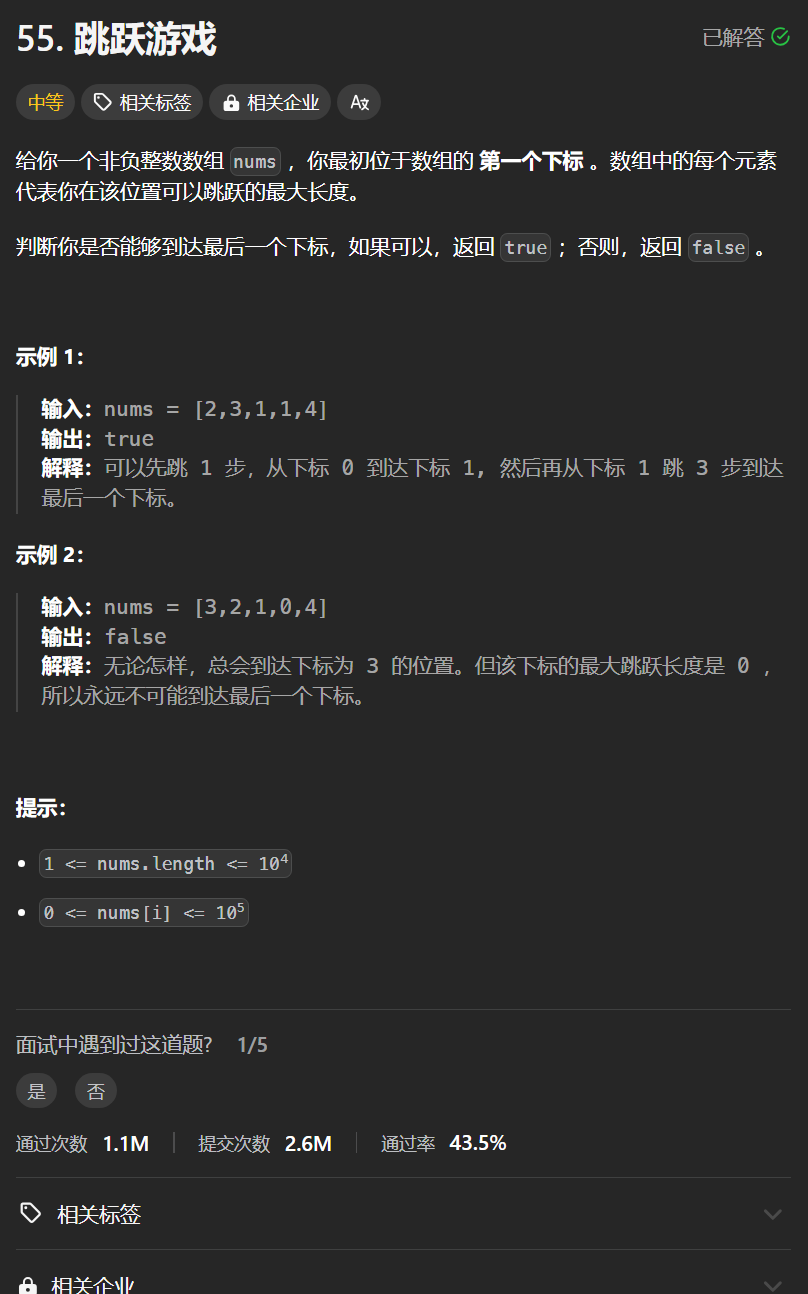 55. 跳跃游戏
已解答
中等
相关标签
相关企业
给你一个非负整数数组 nums ，你最初位于数组的 第一个下标 。数组中的每个元素
代表你在该位置可以跳跃的最大长度。
判断你是否能够到达最后一个下标，如果可以，返回 true ；否则，返回 false 。
示例 1：
输入：nums = [2,3,1,1,4]
输出：true
解释：可以先跳 1 步，从下标 0 到达下标 1, 然后再从下标 1 跳 3 步到达
最后一个下标。
示例 2：
输入：nums = [3,2,1,0,4]
输出：false
解释：无论怎样，总会到达下标为 3 的位置。但该下标的最大跳跃长度是 0 ，
所以永远不可能到达最后一个下标。
提示：
• 1 <= nums.length <= 10⁴
• 0 <= nums[i] <= 10⁵
面试中遇到过这道题? 1/5
是 否
通过次数 1.1M 提交次数 2.6M 通过率 43.5%
相关标签
相关企业